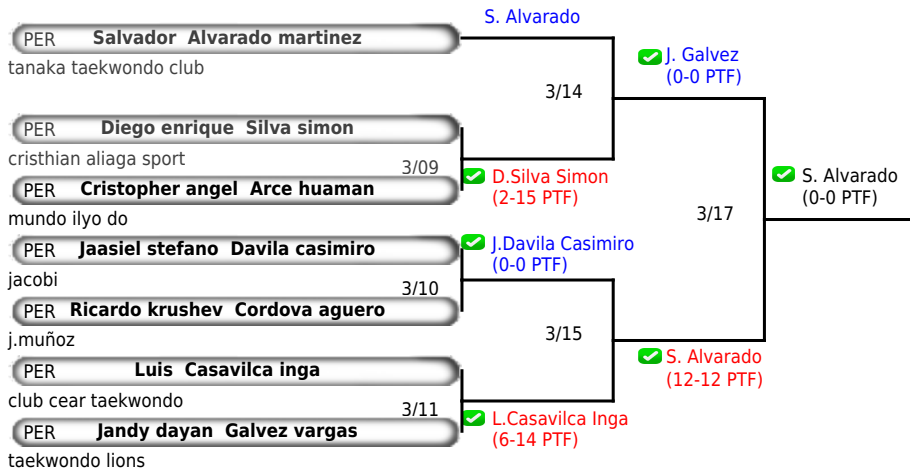 S. Alvarado
PER Salvador Alvarado martinez
tanaka taekwondo club
J. Galvez
(0-0 PTF)
3/14
PER Diego enrique Silva simon
cristhian aliaga sport
3/09
D.Silva Simon
(2-15 PTF)
PER Cristopher angel Arce huaman
mundo ilyo do
S. Alvarado
(0-0 PTF)
3/17
PER Jaasiel stefano Davila casimiro
jacobi
J.Davila Casimiro
(0-0 PTF)
3/10
PER Ricardo krushev Cordova aguero
j.muñoz
3/15
S. Alvarado
(12-12 PTF)
PER Luis Casavilca inga
club cear taekwondo
3/11
L.Casavilca Inga
(6-14 PTF)
PER Jandy dayan Galvez vargas
taekwondo lions